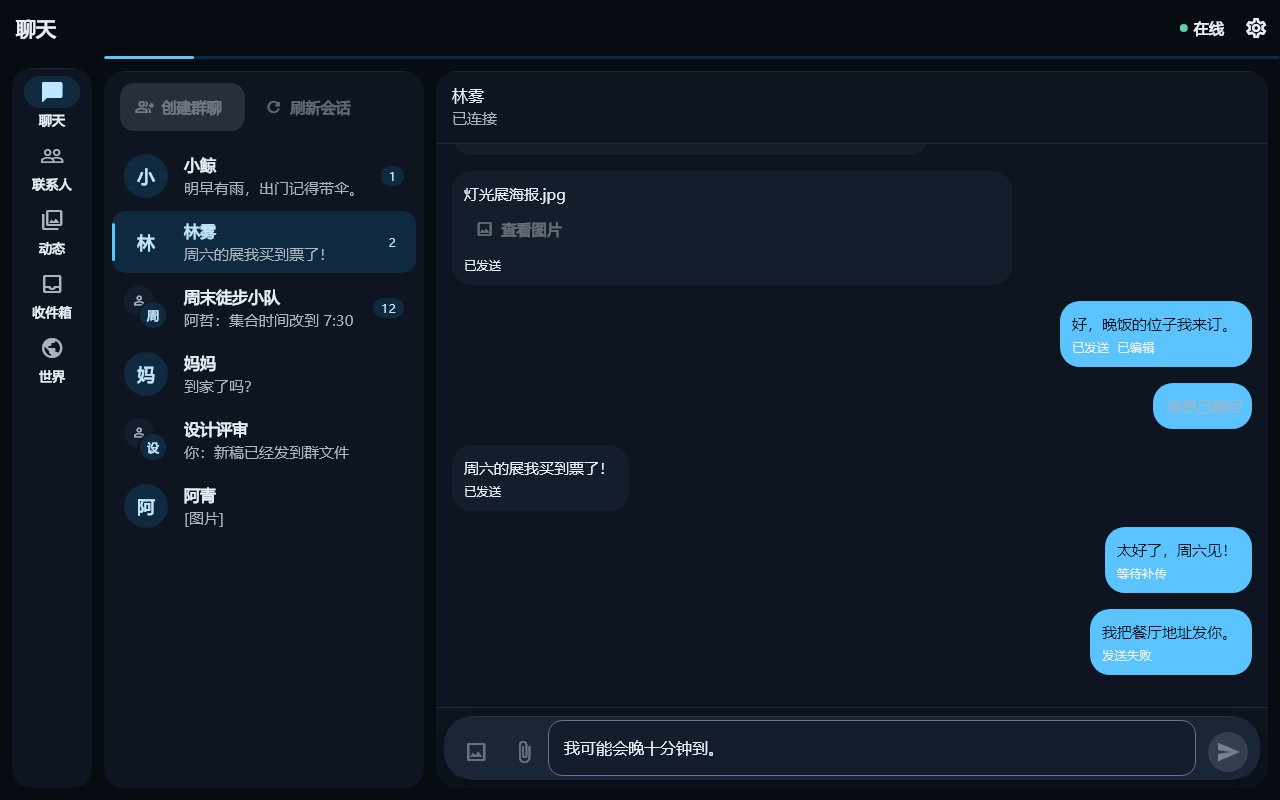 聊天
在线
聊天
联系人
动态
收件箱
世界
创建群聊
刷新会话
小
小鲸
明早有雨，出门记得带伞。
1
林
林雾
周六的展我买到票了！
2
周
周末徒步小队
阿哲：集合时间改到 7:30
12
妈
妈妈
到家了吗？
设
设计评审
你：新稿已经发到群文件
阿
阿青
[图片]
林雾
已连接
灯光展海报.jpg
查看图片
已发送
好，晚饭的位子我来订。
已发送 已编辑
消息已撤回
周六的展我买到票了！
已发送
太好了，周六见！
等待补传
我把餐厅地址发你。
发送失败
我可能会晚十分钟到。